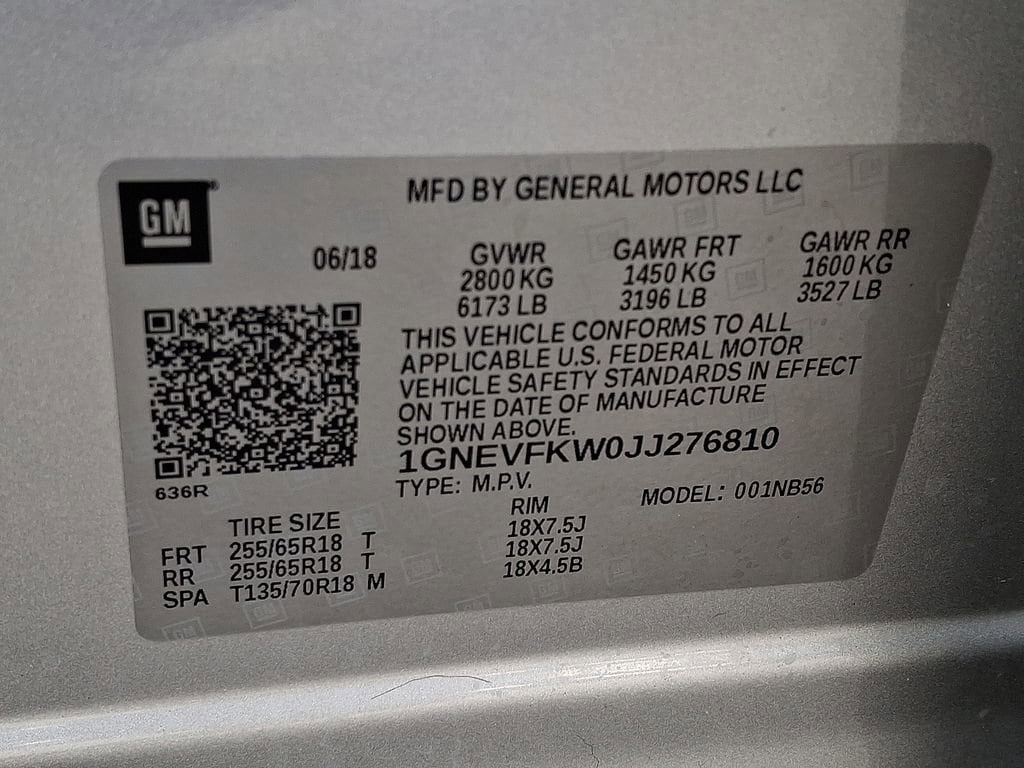 GM
MFD BY GENERAL MOTORS LLC
06/18
GVWR GAWR FRT GAWR RR
2800 KG 1450 KG 1600 KG
6173 LB 3196 LB 3527 LB
THIS VEHICLE CONFORMS TO ALL
APPLICABLE U.S. FEDERAL MOTOR
VEHICLE SAFETY STANDARDS IN EFFECT
ON THE DATE OF MANUFACTURE
SHOWN ABOVE.
1GNEVFKW0JJ276810
636R
TYPE: M.P.V. MODEL: 001NB56
TIRE SIZE RIM
FRT 255/65R18 T 18X7.5J
RR 255/65R18 T 18X7.5J
SPA T135/70R18 M 18X4.5B